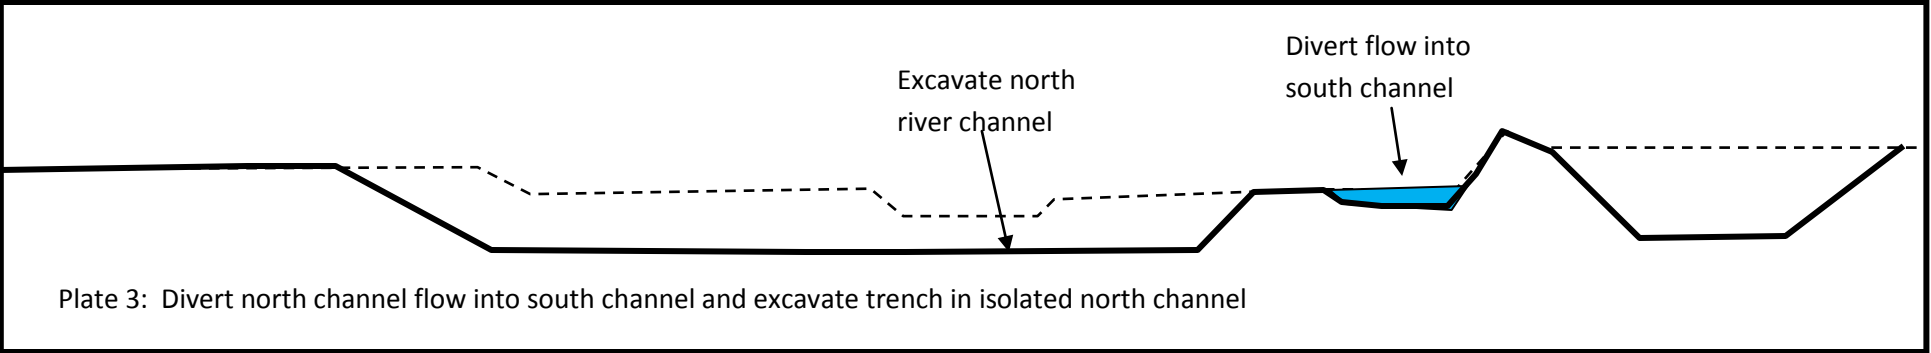 Divert flow into
south channel
Excavate north
river channel
Plate 3:  Divert north channel flow into south channel and excavate trench in isolated north channel